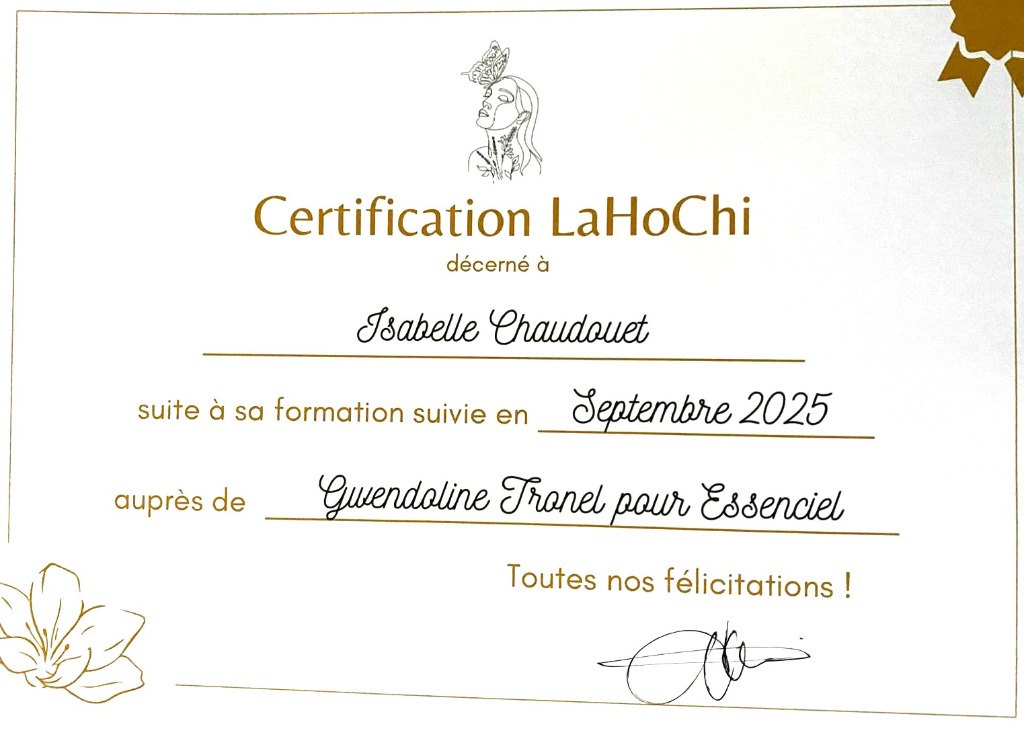 Certification LaHoChi
décerné à
Isabelle Chaudouet
suite à sa formation suivie en Septembre 2025
auprès de Gwendoline Tronel pour Essenciel
Toutes nos félicitations !